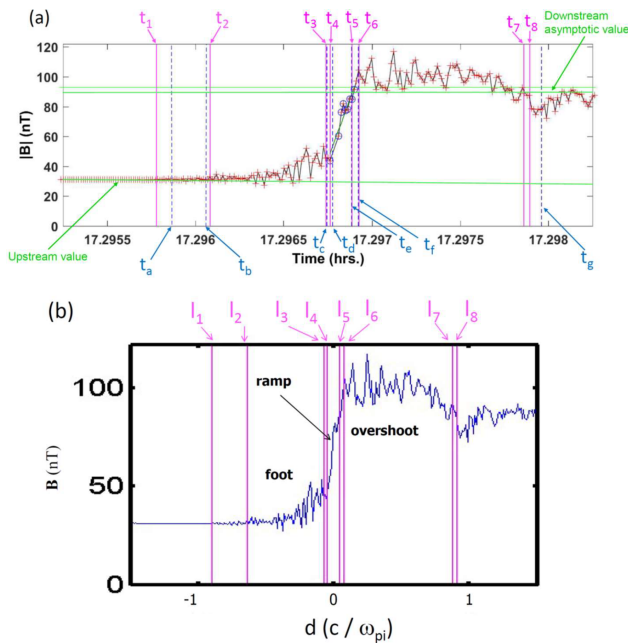 (a)
t1 t2 t3 t4 t5 t6 t7 t8
Downstream
asymptotic value
120
100
80
60
40
20
0
|B| (nT)
17.2955 17.296 17.2965 17.297 17.2975 17.298
Time (hrs.)
Upstream value
ta tb tc td te tf tg
(b)
l1 l2 l3 l4 l5 l6 l7 l8
100
50
0
B (nT)
ramp
overshoot
foot
-1 0 1
d (c / ωpi)